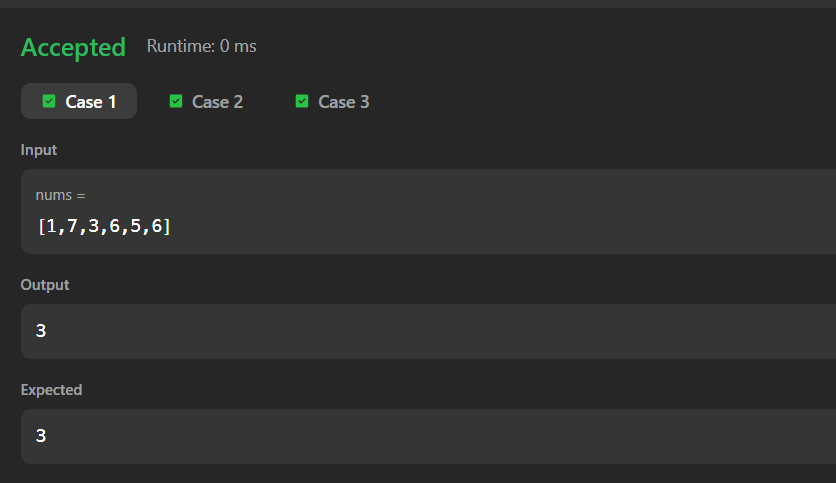 Accepted Runtime: 0 ms
Case 1 Case 2 Case 3
Input
nums =
[1,7,3,6,5,6]
Output
3
Expected
3